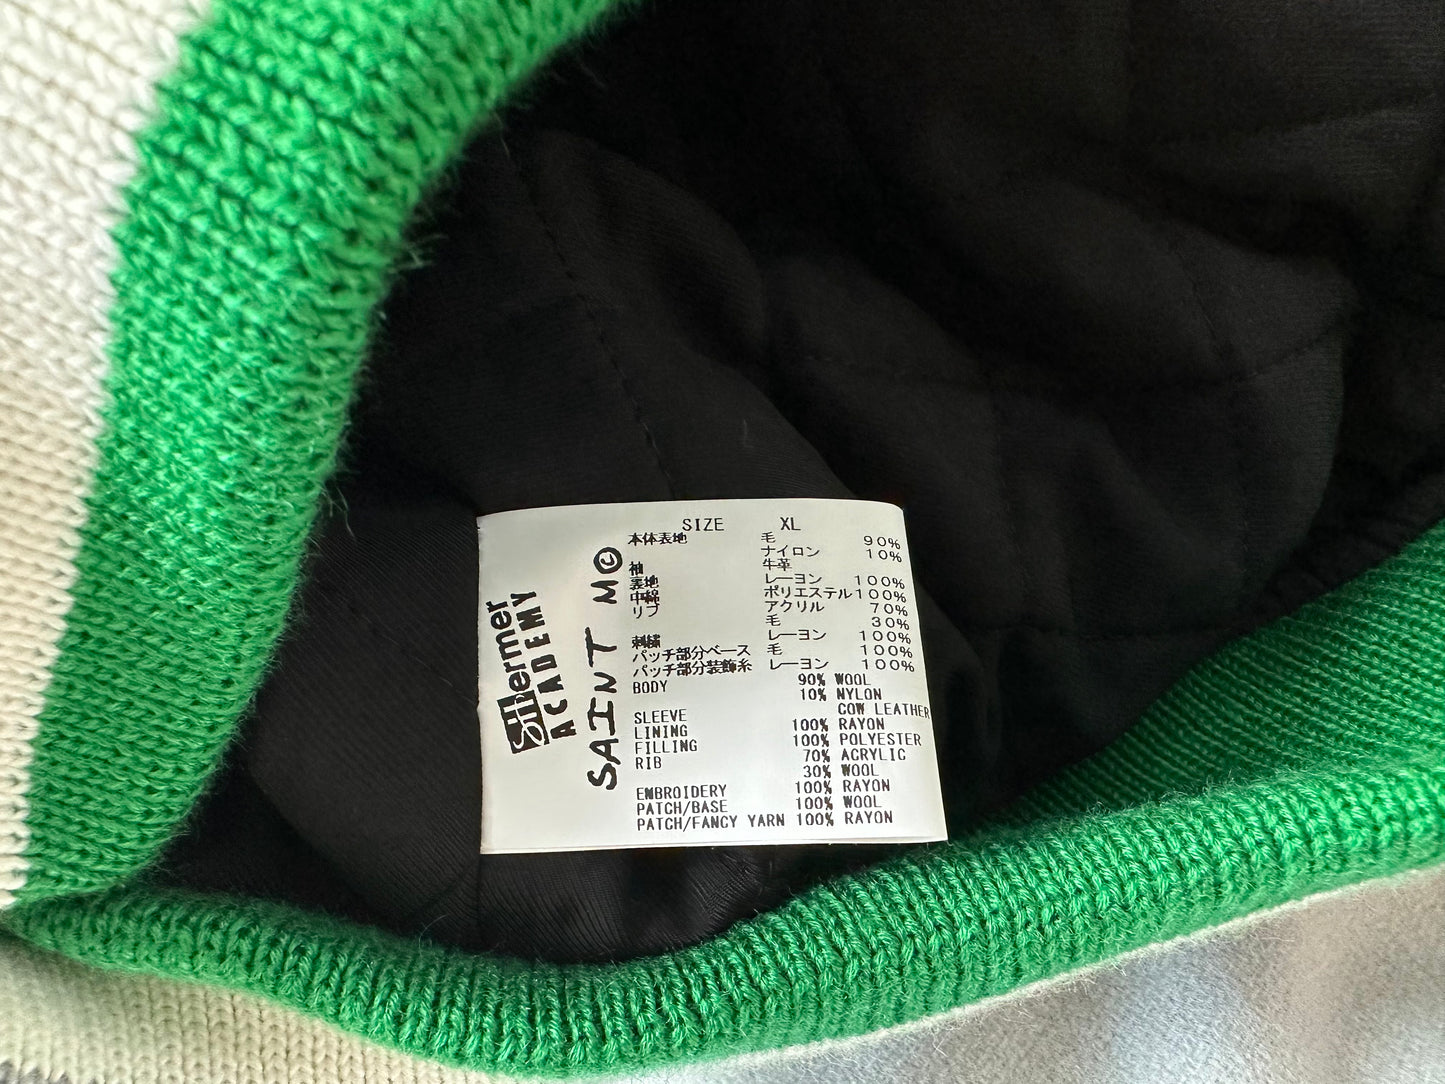 SIZE XL
本体表地 毛 90%
ナイロン 10%
袖 牛革
表地 レーヨン 100%
中綿 ポリエステル 100%
リブ アクリル 70%
毛 30%
刺繍 レーヨン 100%
パッチ部分ベース 毛 100%
パッチ部分装飾糸 レーヨン 100%
BODY 90% WOOL
10% NYLON
SLEEVE COW LEATHER
LINING 100% RAYON
FILLING 100% POLYESTER
RIB 70% ACRYLIC
30% WOOL
EMBROIDERY 100% RAYON
PATCH/BASE 100% WOOL
PATCH/FANCY YARN 100% RAYON
Shermer
ACADEMY
SAINT M©